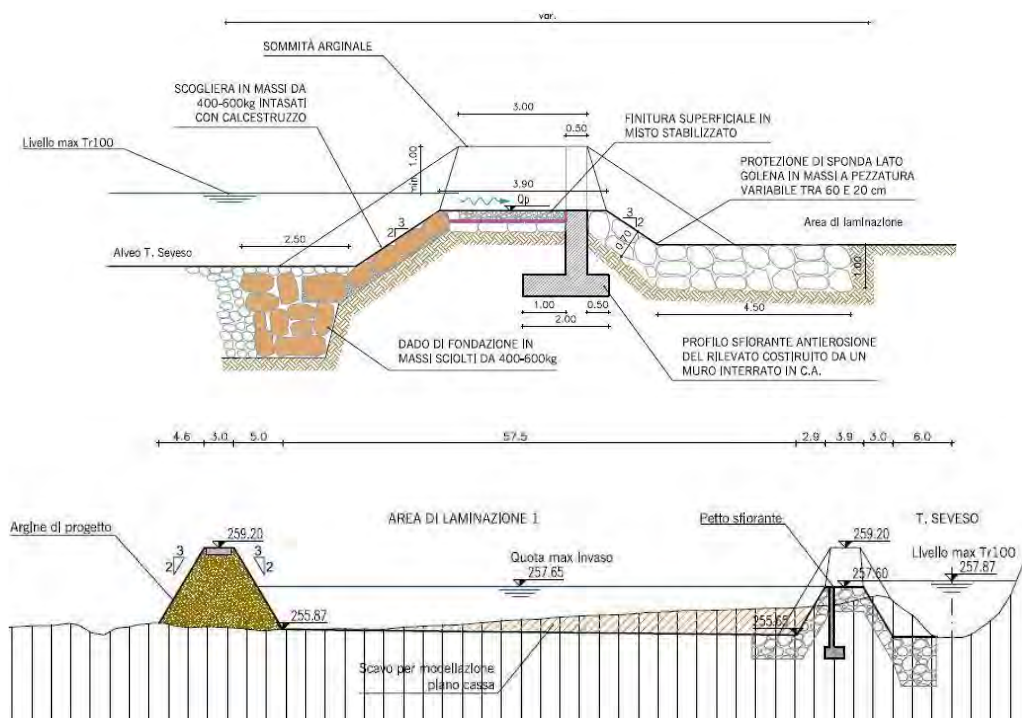 var.
SOMMITÀ ARGINALE
SCOGLIERA IN MASSI DA
400-600kg INTASATI
CON CALCESTRUZZO
3.00
0.50
FINITURA SUPERFICIALE IN
MISTO STABILIZZATO
Livello max Tr100
min. 1.00
PROTEZIONE DI SPONDA LATO
GOLENA IN MASSI A PEZZATURA
VARIABILE TRA 60 E 20 cm
3.90
Qp
3
2
3
2
Area di laminazione
2.50
Alveo T. Seveso
0.70
1.00
1.00
0.50
2.00
4.50
DADO DI FONDAZIONE IN
MASSI SCIOLTI DA 400-600kg
PROFILO SFIORANTE ANTIEROSIONE
DEL RILEVATO COSTRUITO DA UN
MURO INTERRATO IN C.A.
4.6
3.0
5.0
57.5
2.9
3.9
3.0
6.0
Argine di progetto
259.20
AREA DI LAMINAZIONE 1
Petto sfiorante
259.20
T. SEVESO
Livello max Tr100
257.87
3
2
3
2
Quota max Invaso
257.65
257.60
255.87
255.65
Scavo per modellazione
plano cassa